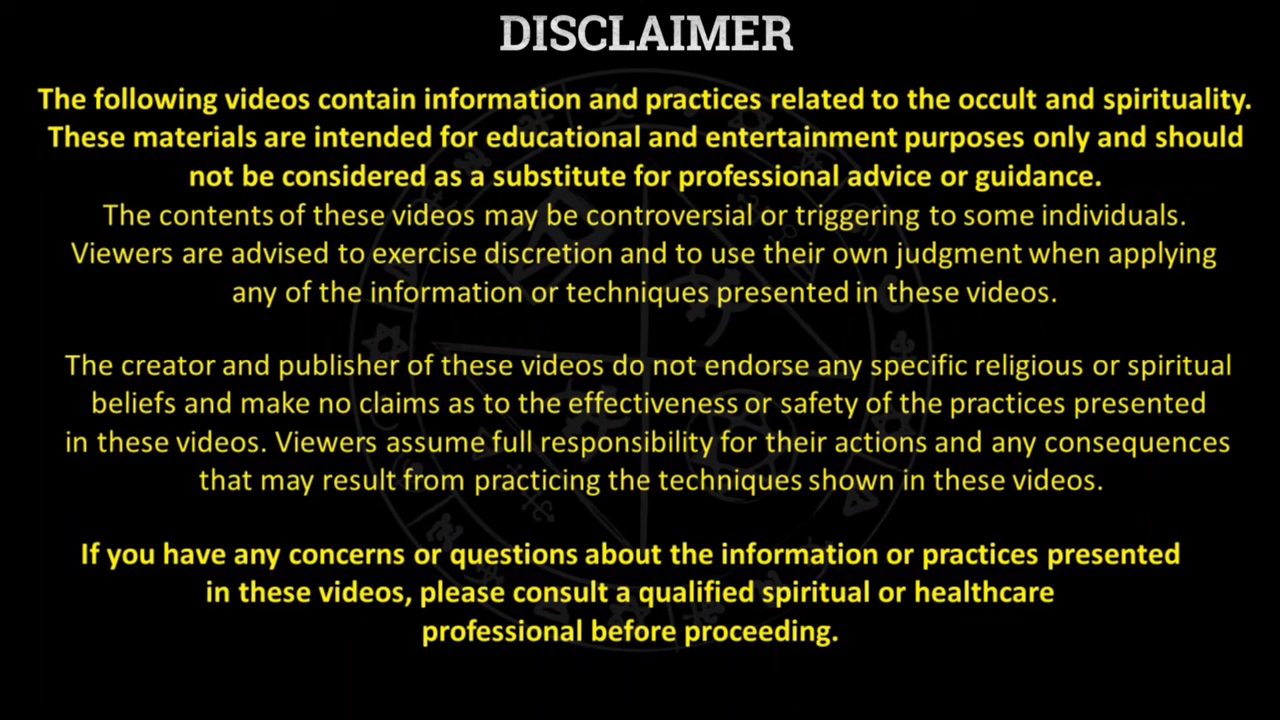 DISCLAIMER
The following videos contain information and practices related to the occult and spirituality.
These materials are intended for educational and entertainment purposes only and should
not be considered as a substitute for professional advice or guidance.
The contents of these videos may be controversial or triggering to some individuals.
Viewers are advised to exercise discretion and to use their own judgment when applying
any of the information or techniques presented in these videos.
The creator and publisher of these videos do not endorse any specific religious or spiritual
beliefs and make no claims as to the effectiveness or safety of the practices presented
in these videos. Viewers assume full responsibility for their actions and any consequences
that may result from practicing the techniques shown in these videos.
If you have any concerns or questions about the information or practices presented
in these videos, please consult a qualified spiritual or healthcare
professional before proceeding.